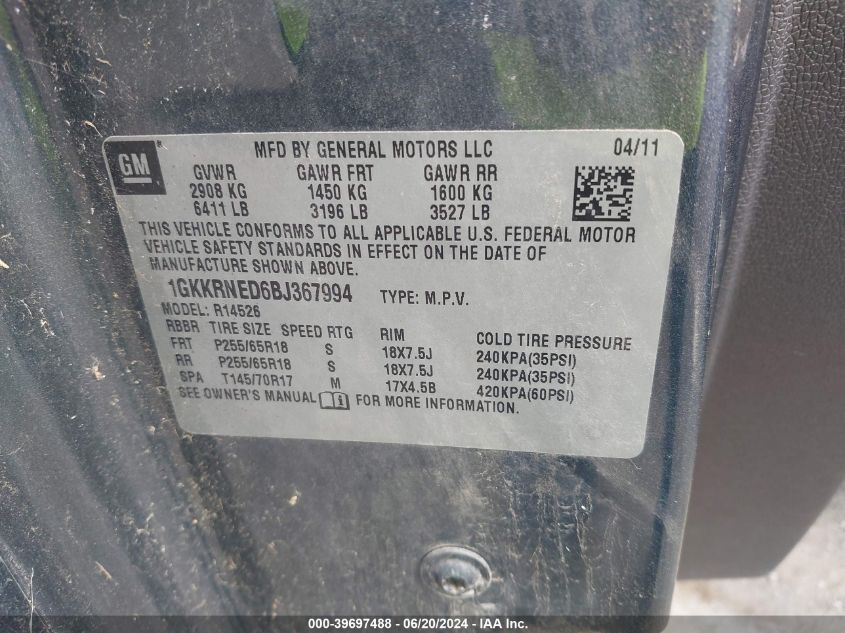 GM
MFD BY GENERAL MOTORS LLC 04/11
GVWR GAWR FRT GAWR RR
2908 KG 1450 KG 1600 KG
6411 LB 3196 LB 3527 LB
THIS VEHICLE CONFORMS TO ALL APPLICABLE U.S. FEDERAL MOTOR
VEHICLE SAFETY STANDARDS IN EFFECT ON THE DATE OF
MANUFACTURE SHOWN ABOVE.
1GKKRNED6BJ367994 TYPE: M.P.V.
MODEL: R14526
RBBR TIRE SIZE SPEED RTG RIM COLD TIRE PRESSURE
FRT P255/65R18 S 18X7.5J 240KPA(35PSI)
RR P255/65R18 S 18X7.5J 240KPA(35PSI)
SPA T145/70R17 M 17X4.5B 420KPA(60PSI)
SEE OWNER'S MANUAL FOR MORE INFORMATION.
000-39697488 - 06/20/2024 - IAAI.com.